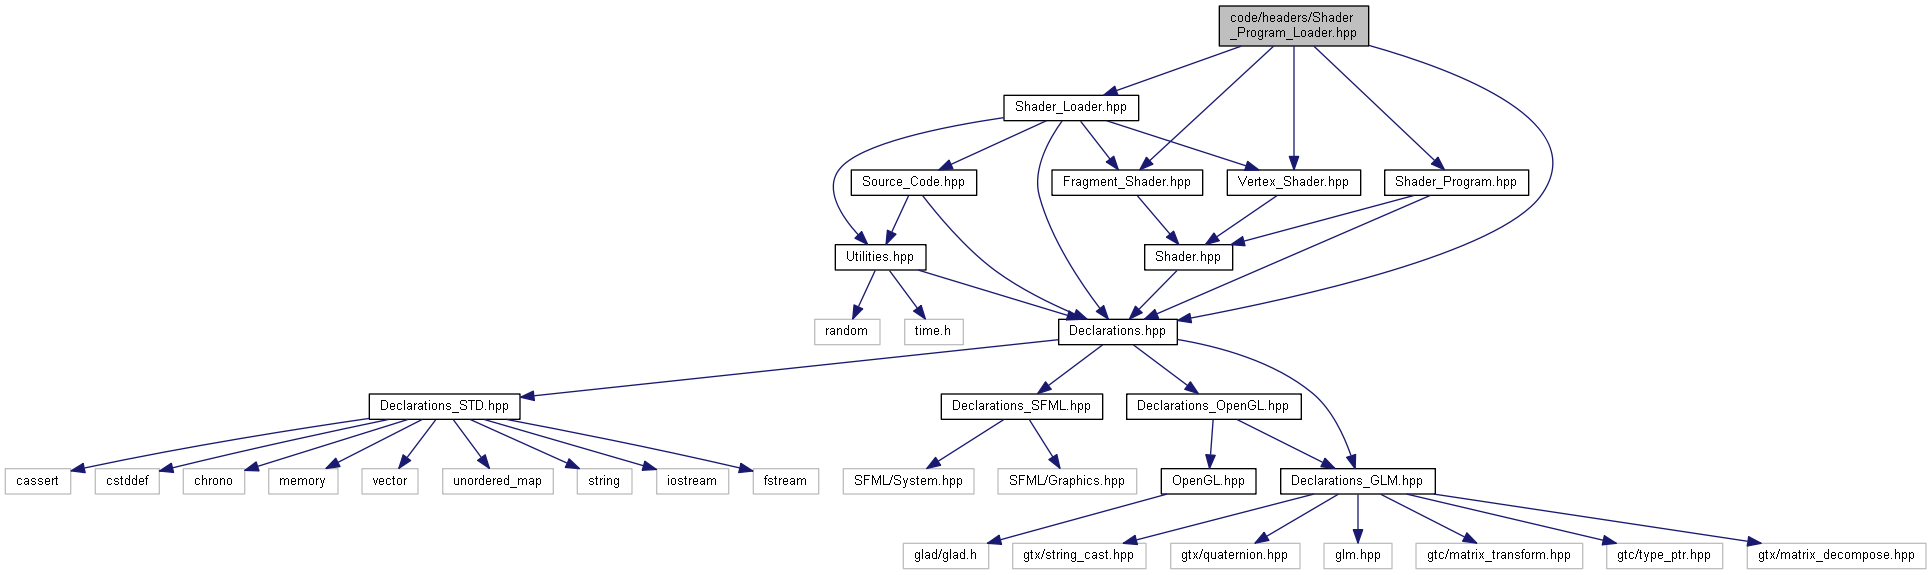 code/headers/Shader
_Program_Loader.hpp
Shader_Loader.hpp
Source_Code.hpp
Fragment_Shader.hpp
Vertex_Shader.hpp
Shader_Program.hpp
Utilities.hpp
Shader.hpp
random
time.h
Declarations.hpp
Declarations_STD.hpp
Declarations_SFML.hpp
Declarations_OpenGL.hpp
cassert
cstddef
chrono
memory
vector
unordered_map
string
iostream
fstream
SFML/System.hpp
SFML/Graphics.hpp
OpenGL.hpp
Declarations_GLM.hpp
glad/glad.h
gtx/string_cast.hpp
gtx/quaternion.hpp
glm.hpp
gtc/matrix_transform.hpp
gtc/type_ptr.hpp
gtx/matrix_decompose.hpp